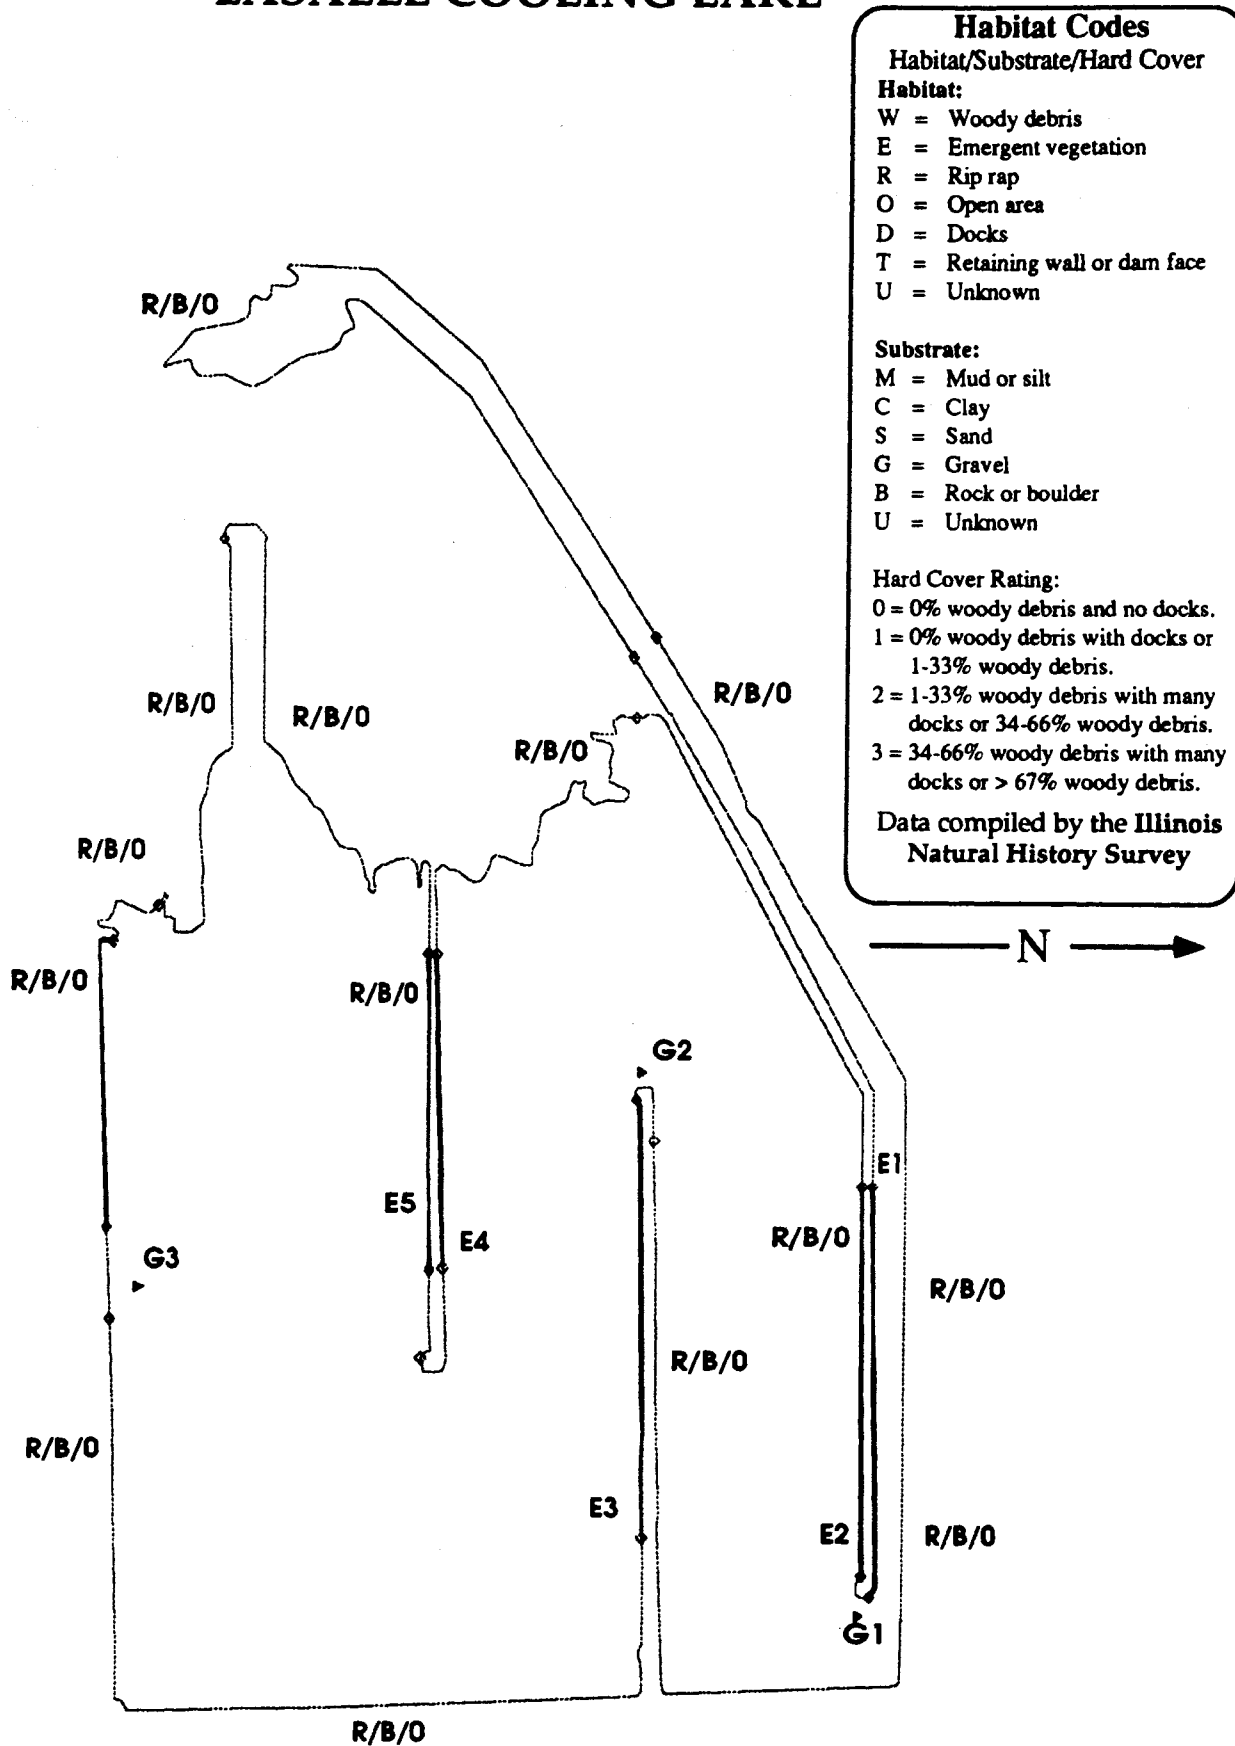 LASALLE COOLING LAKE
Habitat Codes
Habitat/Substrate/Hard Cover
Habitat:
W = Woody debris
E = Emergent vegetation
R = Rip rap
O = Open area
D = Docks
T = Retaining wall or dam face
U = Unknown
Substrate:
M = Mud or silt
C = Clay
S = Sand
G = Gravel
B = Rock or boulder
U = Unknown
Hard Cover Rating:
0 = 0% woody debris and no docks.
1 = 0% woody debris with docks or
1-33% woody debris.
2 = 1-33% woody debris with many
docks or 34-66% woody debris.
3 = 34-66% woody debris with many
docks or > 67% woody debris.
Data compiled by the Illinois
Natural History Survey
N
R/B/0
R/B/0
R/B/0
R/B/0
R/B/0
R/B/0
R/B/0
R/B/0
G2
E1
E5
R/B/0
E4
G3
R/B/0
R/B/0
R/B/0
E3
E2
R/B/0
G1
R/B/0